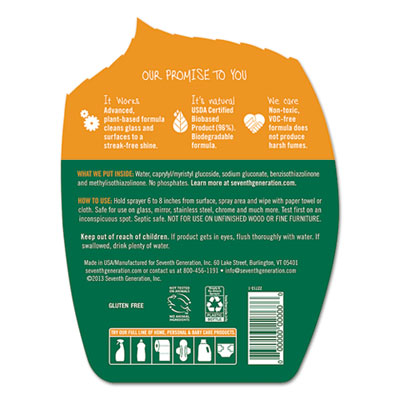 OUR PROMISE TO YOU
It Works
Advanced,
plant-based formula
cleans glass and
surfaces to a
streak-free shine.
It's natural
USDA Certified
Biobased
Product (98%).
Biodegradable
formula.
We care
Non-toxic,
VOC-free
formula does
not produce
harsh fumes.
WHAT WE PUT INSIDE: Water, caprylyl/myristyl glucoside, sodium gluconate, benzisothiazolinone
and methylisothiazolinone. No phosphates. Learn more at seventhgeneration.com.
HOW TO USE: Hold sprayer 6 to 8 inches from surface, spray area and wipe with paper towel or
cloth. Safe for use on glass, mirror, stainless steel, chrome and much more. Test first on an
inconspicuous spot. Septic safe. NOT FOR USE ON UNFINISHED WOOD OR FINE FURNITURE.
Keep out of reach of children. If product gets in eyes, flush thoroughly with water. If
swallowed, drink plenty of water.
Made in USA/Manufactured for Seventh Generation, Inc. 60 Lake Street, Burlington, VT 05401
seventhgeneration.com or contact us at 800-456-1191 • info@seventhgeneration.com
©2013 Seventh Generation, Inc.
GLUTEN FREE
NOT TESTED
ON ANIMALS
NO ANIMAL
INGREDIENTS
PLASTIC
BOTTLE
TRY OUR FULL LINE OF HOME, PERSONAL & BABY CARE PRODUCTS.
0 00000 00000 0